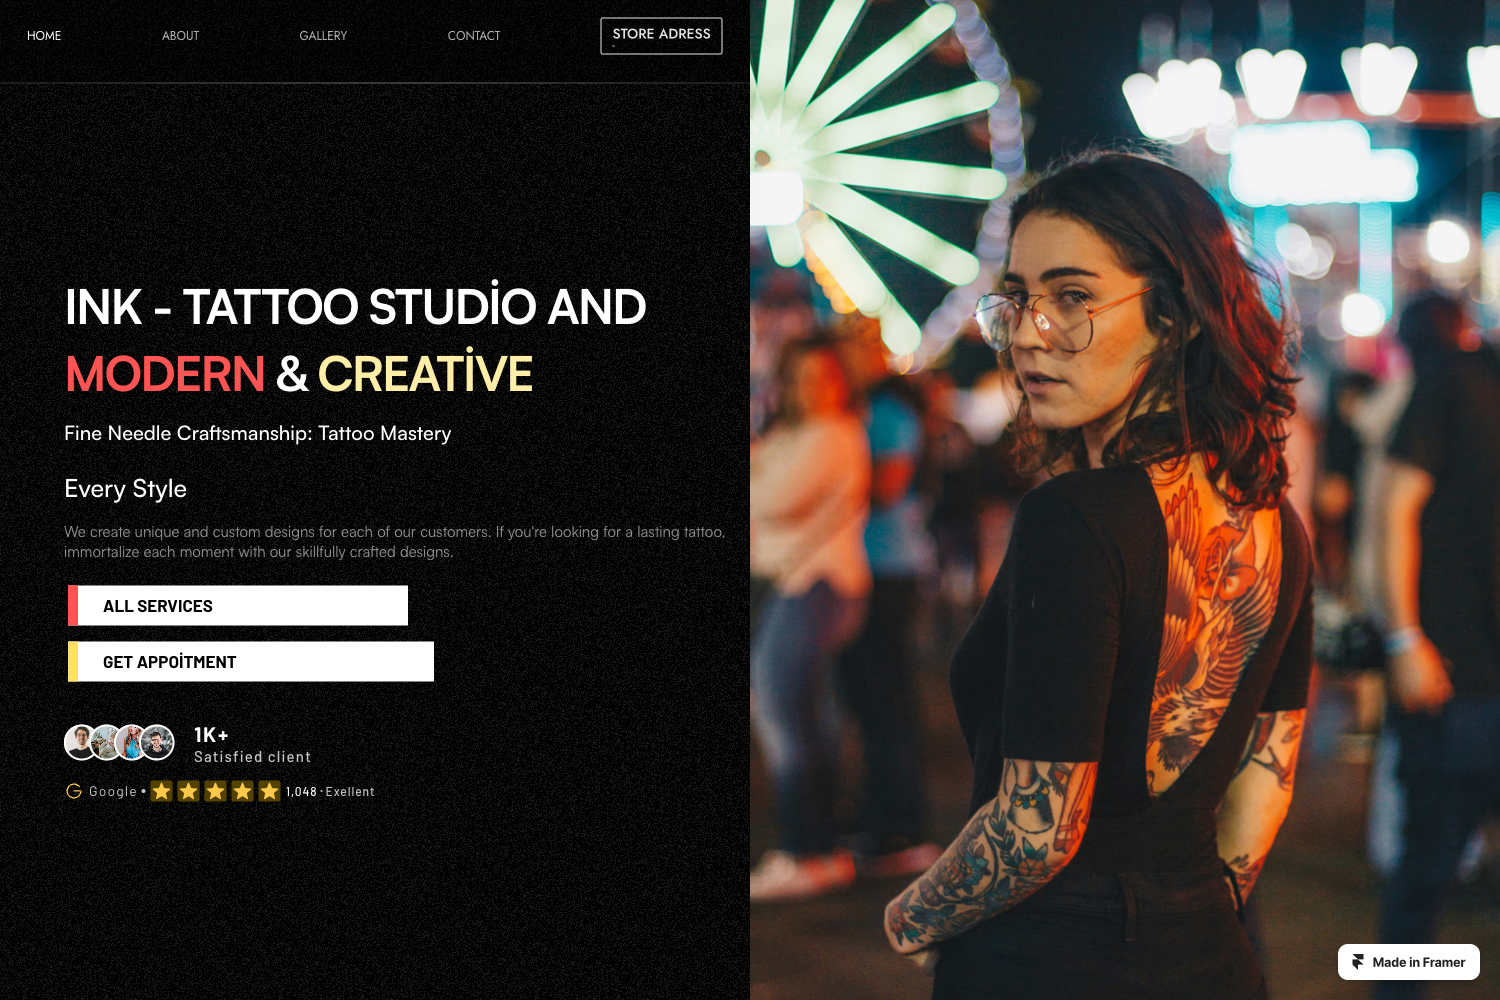 HOME
ABOUT
GALLERY
CONTACT
STORE ADRESS
INK - TATTOO STUDİO AND
MODERN & CREATİVE
Fine Needle Craftsmanship: Tattoo Mastery
Every Style
We create unique and custom designs for each of our customers. If you're looking for a lasting tattoo,
immortalize each moment with our skillfully crafted designs.
ALL SERVICES
GET APPOİTMENT
1K+
Satisfied client
Google • 1,048 · Exellent
Made in Framer